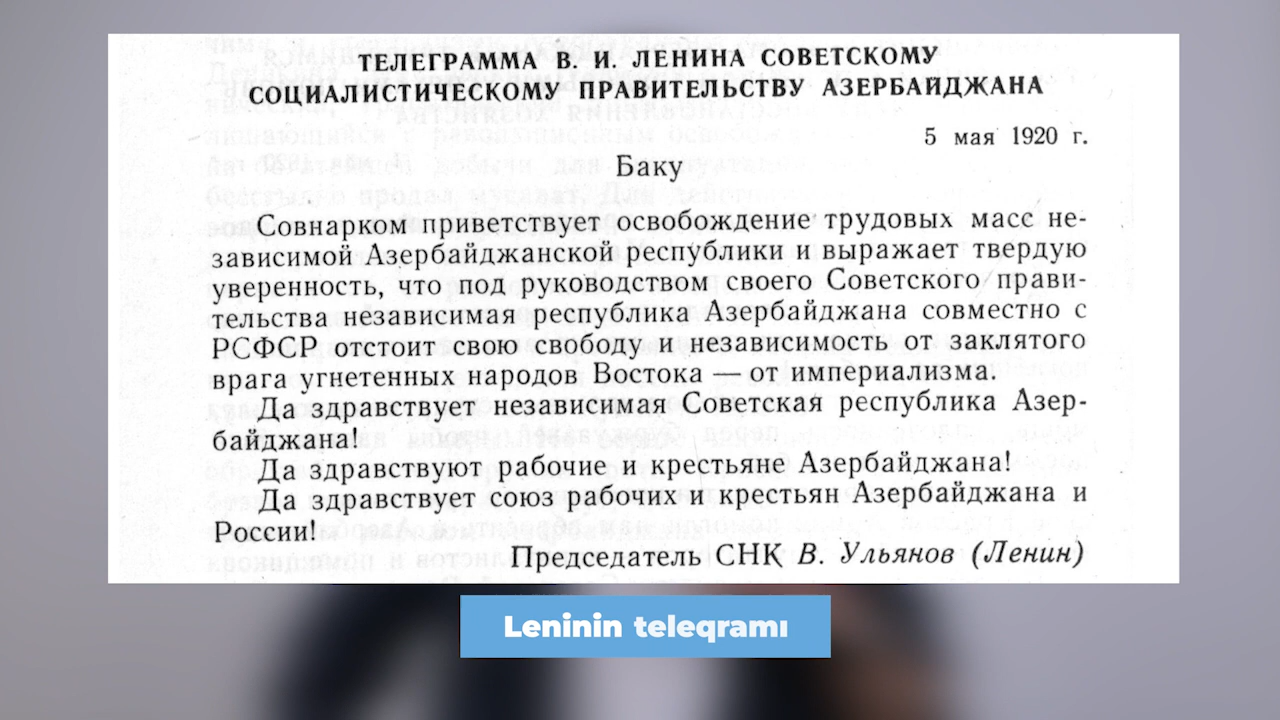 ТЕЛЕГРАММА В. И. ЛЕНИНА СОВЕТСКОМУ
СОЦИАЛИСТИЧЕСКОМУ ПРАВИТЕЛЬСТВУ АЗЕРБАЙДЖАНА
5 мая 1920 г.
Баку
Совнарком приветствует освобождение трудовых масс не-
зависимой Азербайджанской республики и выражает твердую
уверенность, что под руководством своего Советского прави-
тельства независимая республика Азербайджана совместно с
РСФСР отстоит свою свободу и независимость от заклятого
врага угнетенных народов Востока — от империализма.
Да здравствует независимая Советская республика Азер-
байджана!
Да здравствуют рабочие и крестьяне Азербайджана!
Да здравствует союз рабочих и крестьян Азербайджана и
России!
Председатель СНК В. Ульянов (Ленин)
Leninin teleqramı